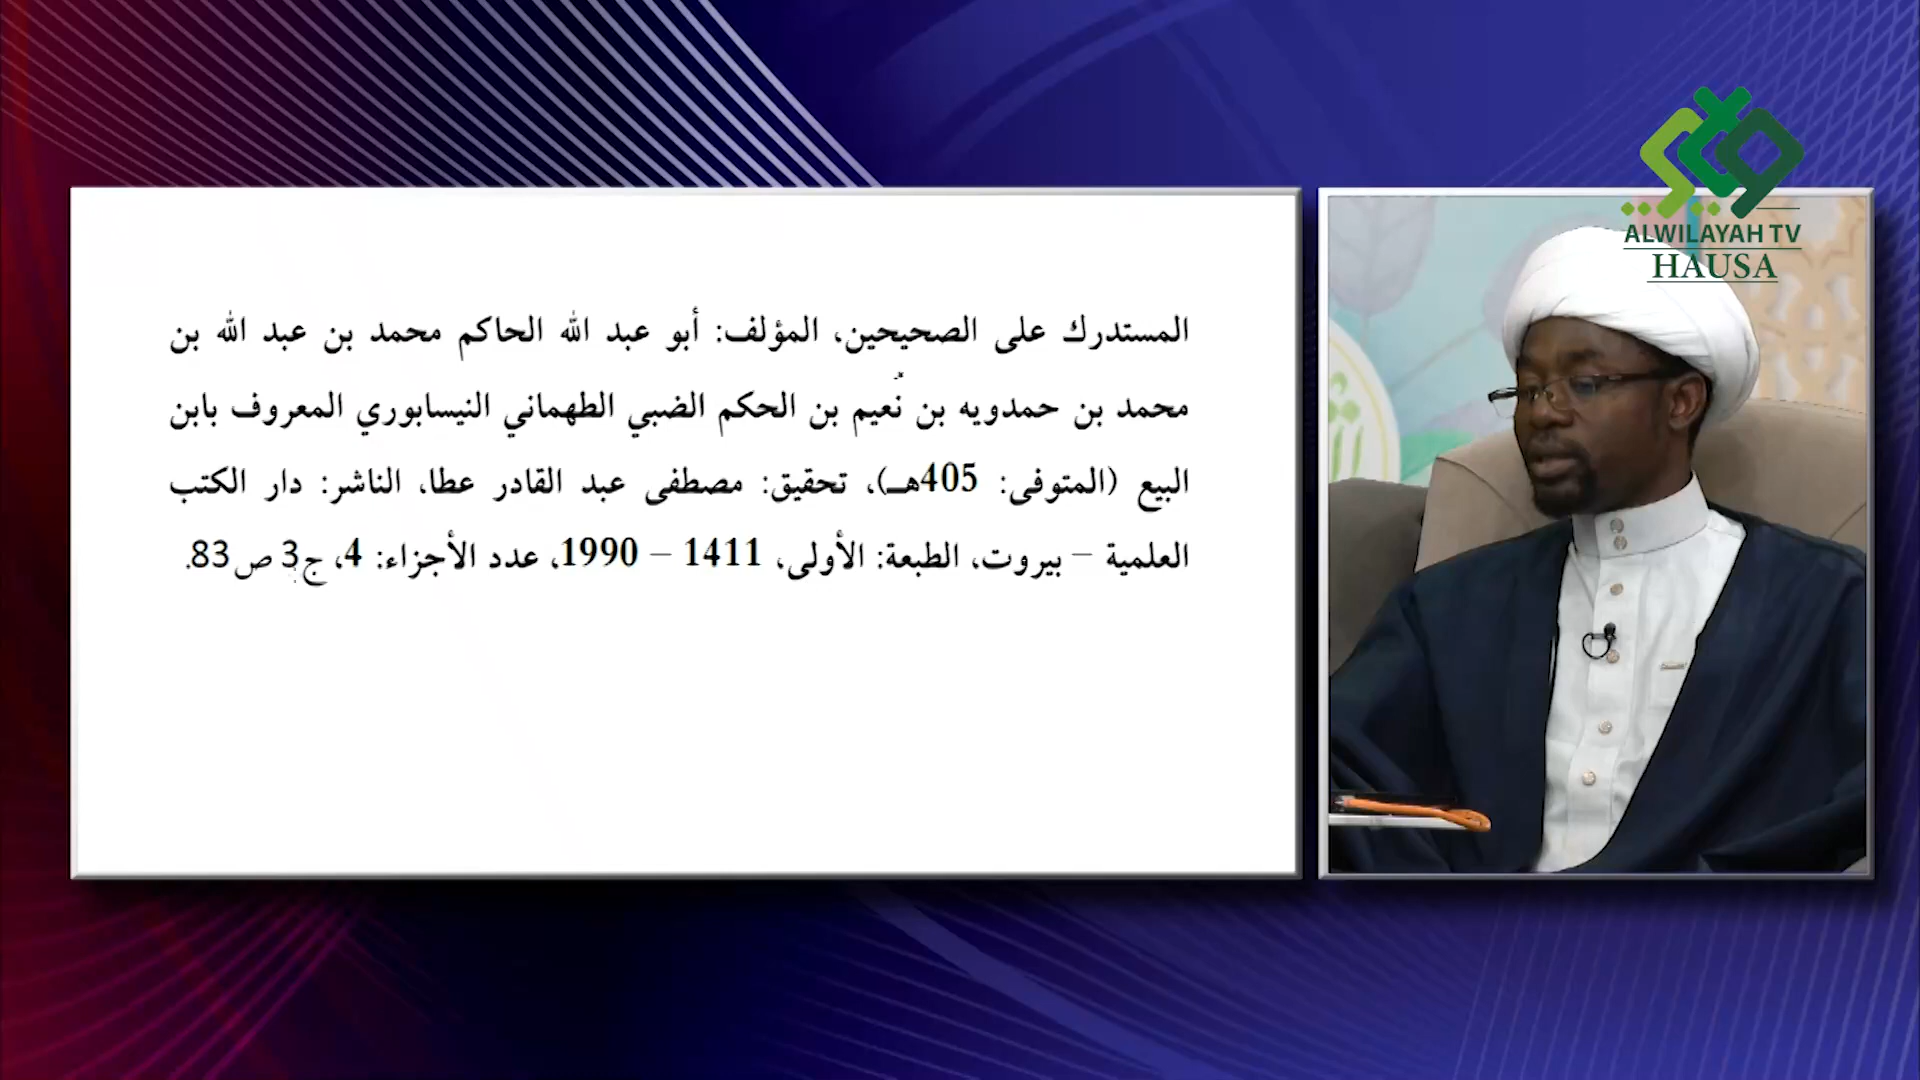 المستدرك على الصحيحين، المؤلف: أبو عبد الله الحاكم محمد بن عبد الله بن
محمد بن حمدويه بن نُعيم بن الحكم الضبي الطهماني النيسابوري المعروف بابن
البيع (المتوفى: 405هـ)، تحقيق: مصطفى عبد القادر عطا، الناشر: دار الكتب
العلمية – بيروت، الطبعة: الأولى، 1411 – 1990، عدد الأجزاء: 4، ج3 ص83.
ALWILAYAH TV
HAUSA